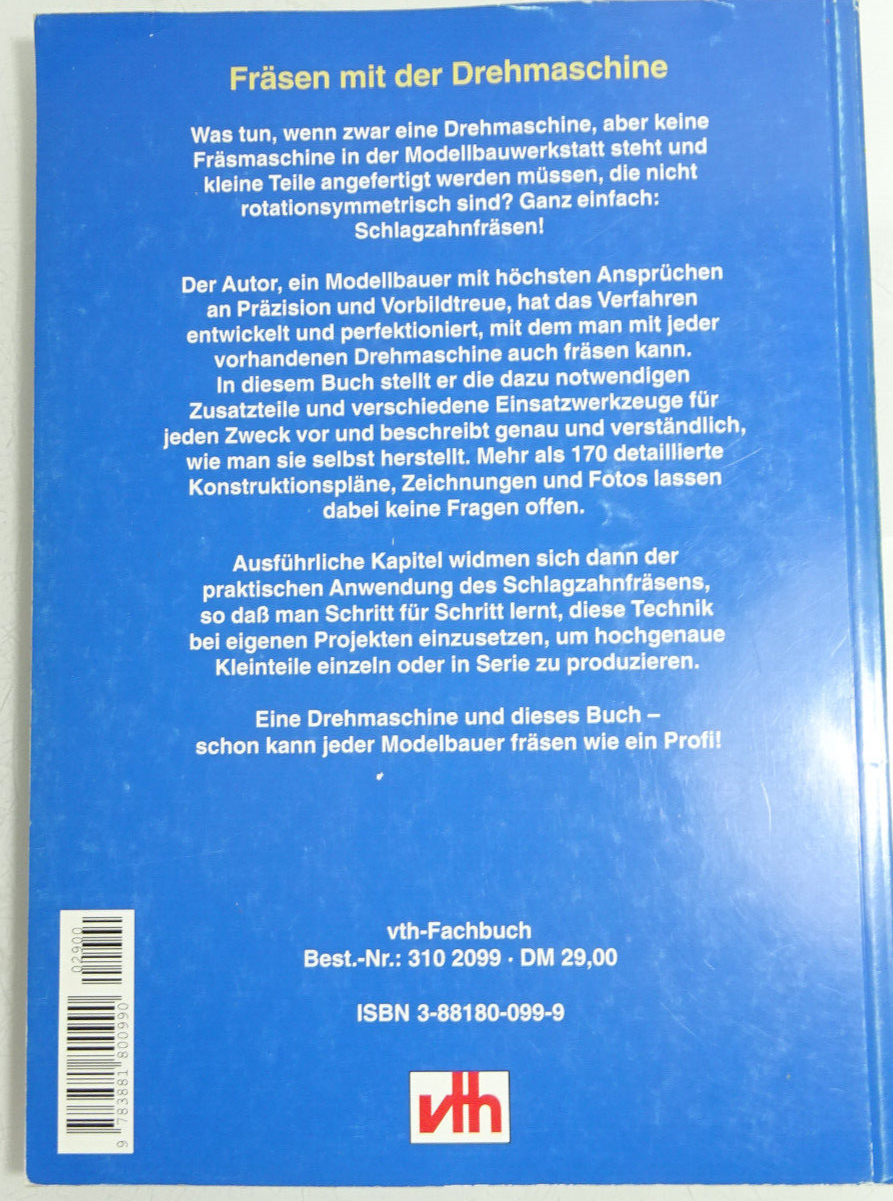 Fräsen mit der Drehmaschine
Was tun, wenn zwar eine Drehmaschine, aber keine
Fräsmaschine in der Modellbauwerkstatt steht und
kleine Teile angefertigt werden müssen, die nicht
rotationsymmetrisch sind? Ganz einfach:
Schlagzahnfräsen!
Der Autor, ein Modellbauer mit höchsten Ansprüchen
an Präzision und Vorbildtreue, hat das Verfahren
entwickelt und perfektioniert, mit dem man mit jeder
vorhandenen Drehmaschine auch fräsen kann.
In diesem Buch stellt er die dazu notwendigen
Zusatzteile und verschiedene Einsatzwerkzeuge für
jeden Zweck vor und beschreibt genau und verständlich,
wie man sie selbst herstellt. Mehr als 170 detaillierte
Konstruktionspläne, Zeichnungen und Fotos lassen
dabei keine Fragen offen.
Ausführliche Kapitel widmen sich dann der
praktischen Anwendung des Schlagzahnfräsens,
so daß man Schritt für Schritt lernt, diese Technik
bei eigenen Projekten einzusetzen, um hochgenaue
Kleinteile einzeln oder in Serie zu produzieren.
Eine Drehmaschine und dieses Buch –
schon kann jeder Modelbauer fräsen wie ein Profi!
vth-Fachbuch
Best.-Nr.: 310 2099 · DM 29,00
ISBN 3-88180-099-9
vth
9 783881 800990
02900